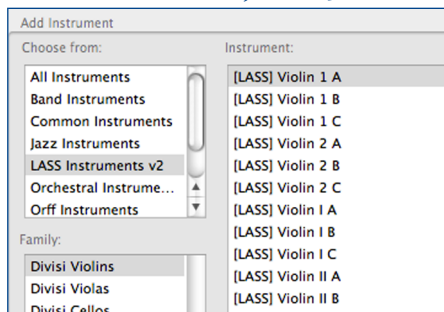 Add Instrument
Choose from:
All Instruments
Band Instruments
Common Instruments
Jazz Instruments
LASS Instruments v2
Orchestral Instrume...
Orff Instruments
Family:
Divisi Violins
Divisi Violas
Divisi Cellos
Instrument:
[LASS] Violin 1 A
[LASS] Violin 1 B
[LASS] Violin 1 C
[LASS] Violin 2 A
[LASS] Violin 2 B
[LASS] Violin 2 C
[LASS] Violin I A
[LASS] Violin I B
[LASS] Violin I C
[LASS] Violin II A
[LASS] Violin II B